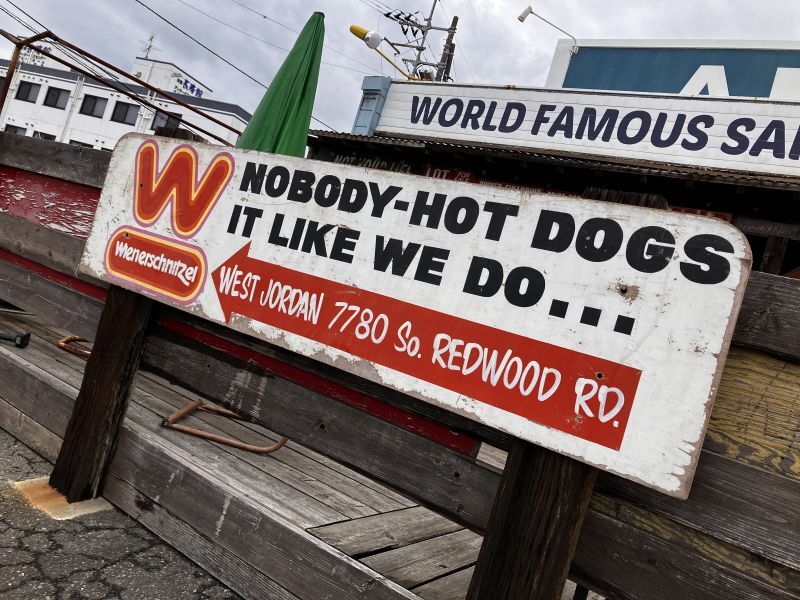 WORLD FAMOUS SA
W
Wienerschnitzel
NOBODY-HOT DOGS
IT LIKE WE DO...
WEST JORDAN 7780 So. REDWOOD RD.